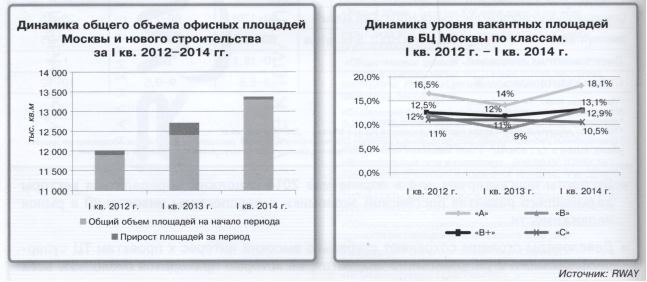 Динамика общего объема офисных площадей
Москвы и нового строительства
за I кв. 2012–2014 гг.
14 000
13 500
13 000
12 500
12 000
11 500
11 000
тыс. кв.м
I кв. 2012 г.
I кв. 2013 г.
I кв. 2014 г.
Общий объем площадей на начало периода
Прирост площадей за период
Динамика уровня вакантных площадей
в БЦ Москвы по классам.
I кв. 2012 г. – I кв. 2014 г.
20,0%
15,0%
10,0%
5,0%
0,0%
16,5%
14%
18,1%
12,5%
12%
13,1%
12%
11%
12,9%
11%
9%
10,5%
I кв. 2012 г.
I кв. 2013 г.
I кв. 2014 г.
«A»
«B»
«B+»
«C»
Источник: RWAY